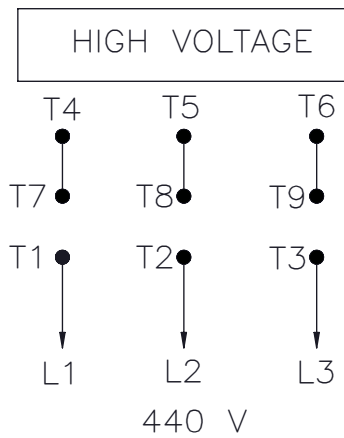 HIGH VOLTAGE
T4 T5 T6
T7 T8 T9
T1 T2 T3
L1 L2 L3
440 V